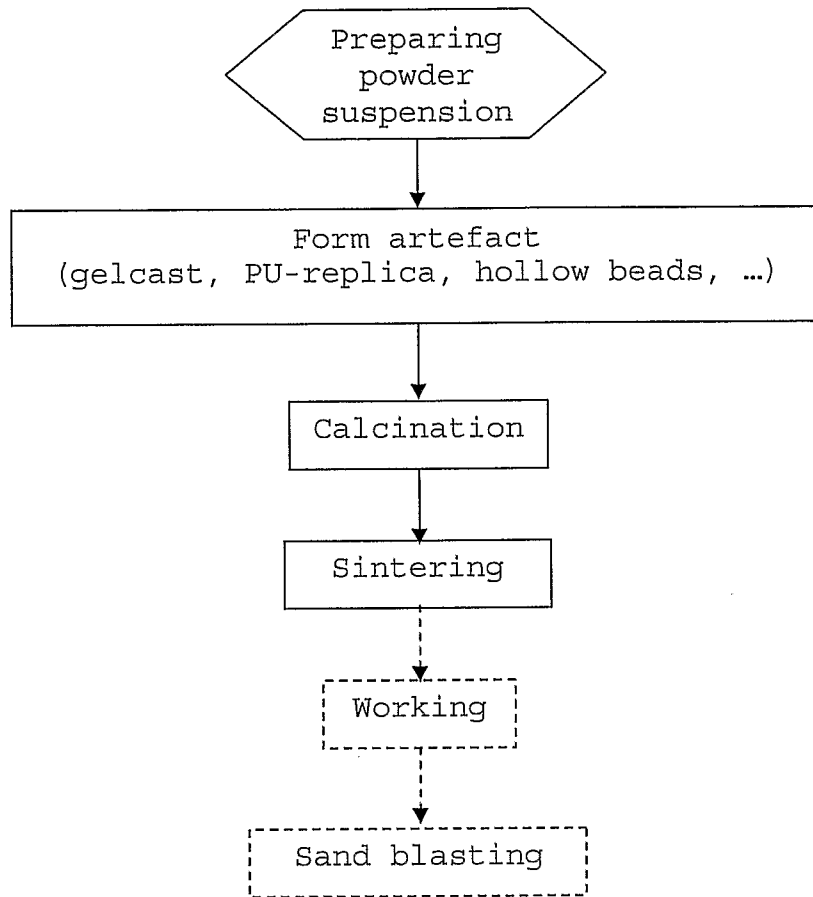 Preparing
powder
suspension
Form artefact
(gelcast, PU-replica, hollow beads, …)
Calcination
Sintering
Working
Sand blasting